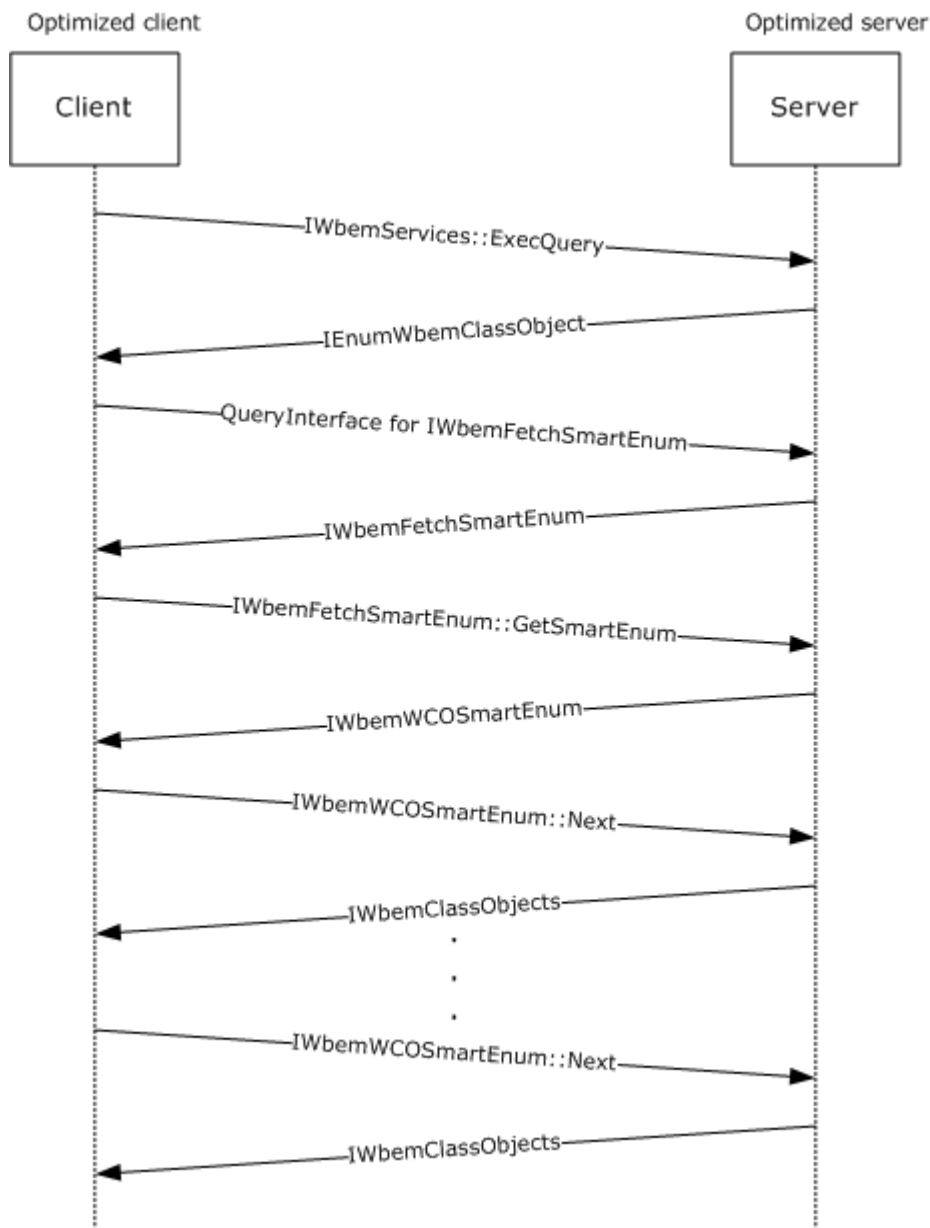 Optimized client
Optimized server
Client
Server
IWbemServices::ExecQuery
IEnumWbemClassObject
QueryInterface for IWbemFetchSmartEnum
IWbemFetchSmartEnum
IWbemFetchSmartEnum::GetSmartEnum
IWbemWCOSmartEnum
IWbemWCOSmartEnum::Next
IWbemClassObjects
.
.
.
IWbemWCOSmartEnum::Next
IWbemClassObjects